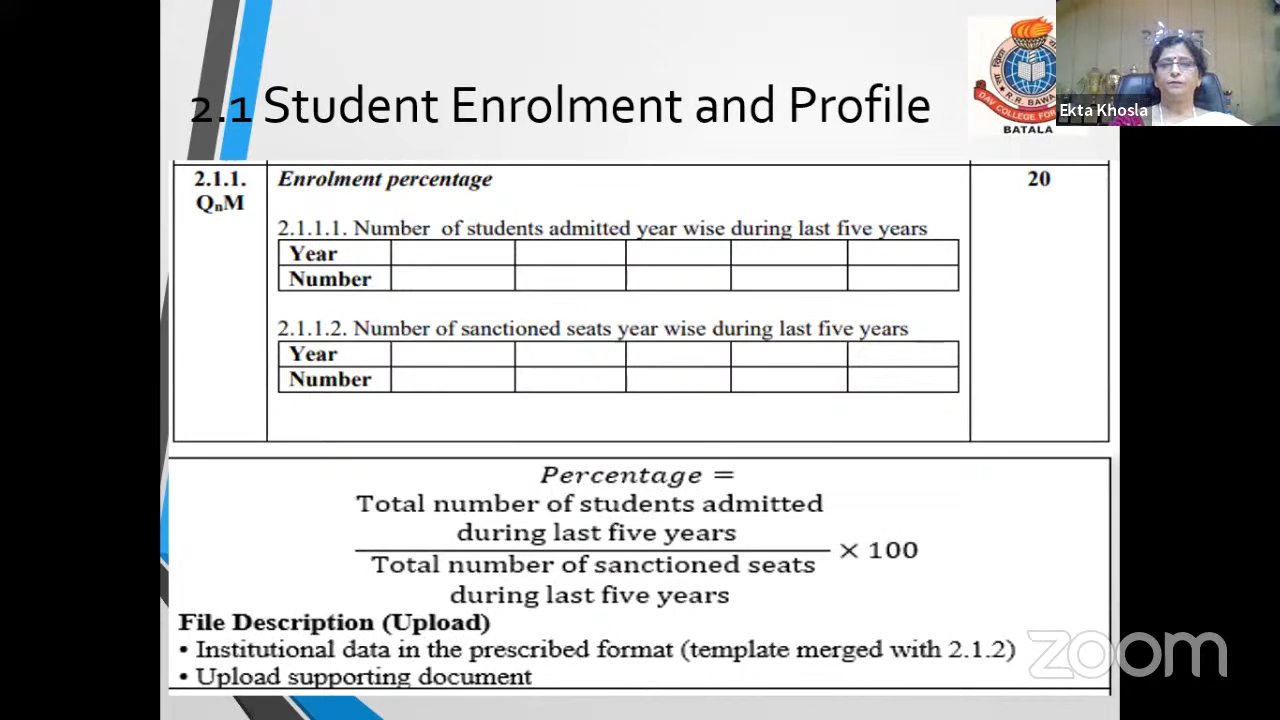 2.1 Student Enrolment and Profile
R.R. BAWA
DAV COLLEGE FOR
BATALA
Ekta Khosla
2.1.1.
QnM
Enrolment percentage
20
2.1.1.1. Number of students admitted year wise during last five years
Year
Number
2.1.1.2. Number of sanctioned seats year wise during last five years
Year
Number
Percentage =
Total number of students admitted
during last five years
× 100
Total number of sanctioned seats
during last five years
File Description (Upload)
• Institutional data in the prescribed format (template merged with 2.1.2)
• Upload supporting document
zoom